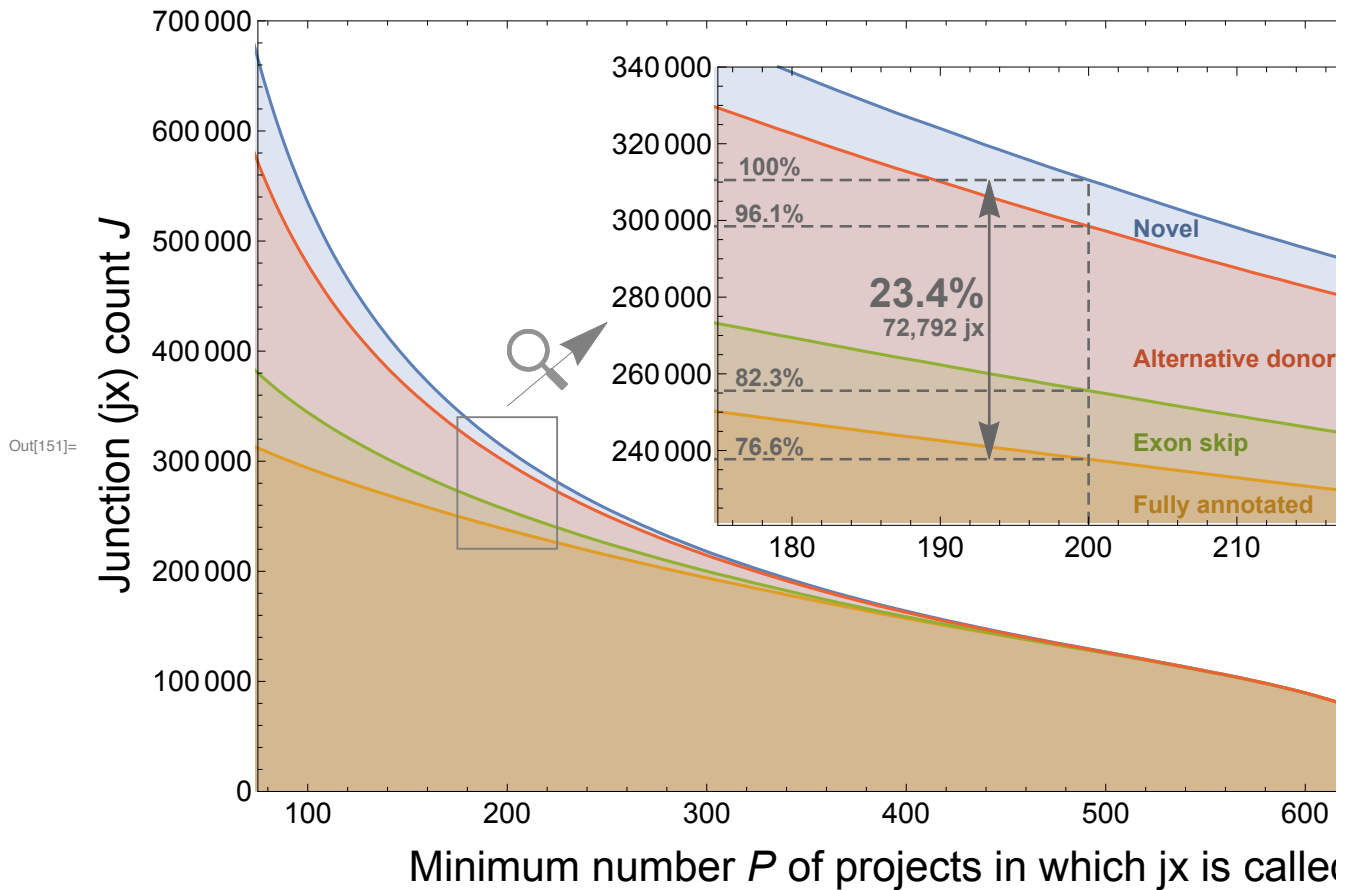 700 000
600 000
500 000
400 000
300 000
200 000
100 000
0
Junction (jx) count J
Out[151]=
340 000
320 000
300 000
280 000
260 000
240 000
100%
96.1%
82.3%
76.6%
23.4%
72,792 jx
Novel
Alternative donor
Exon skip
Fully annotated
180 190 200 210
100 200 300 400 500 600
Minimum number P of projects in which jx is called